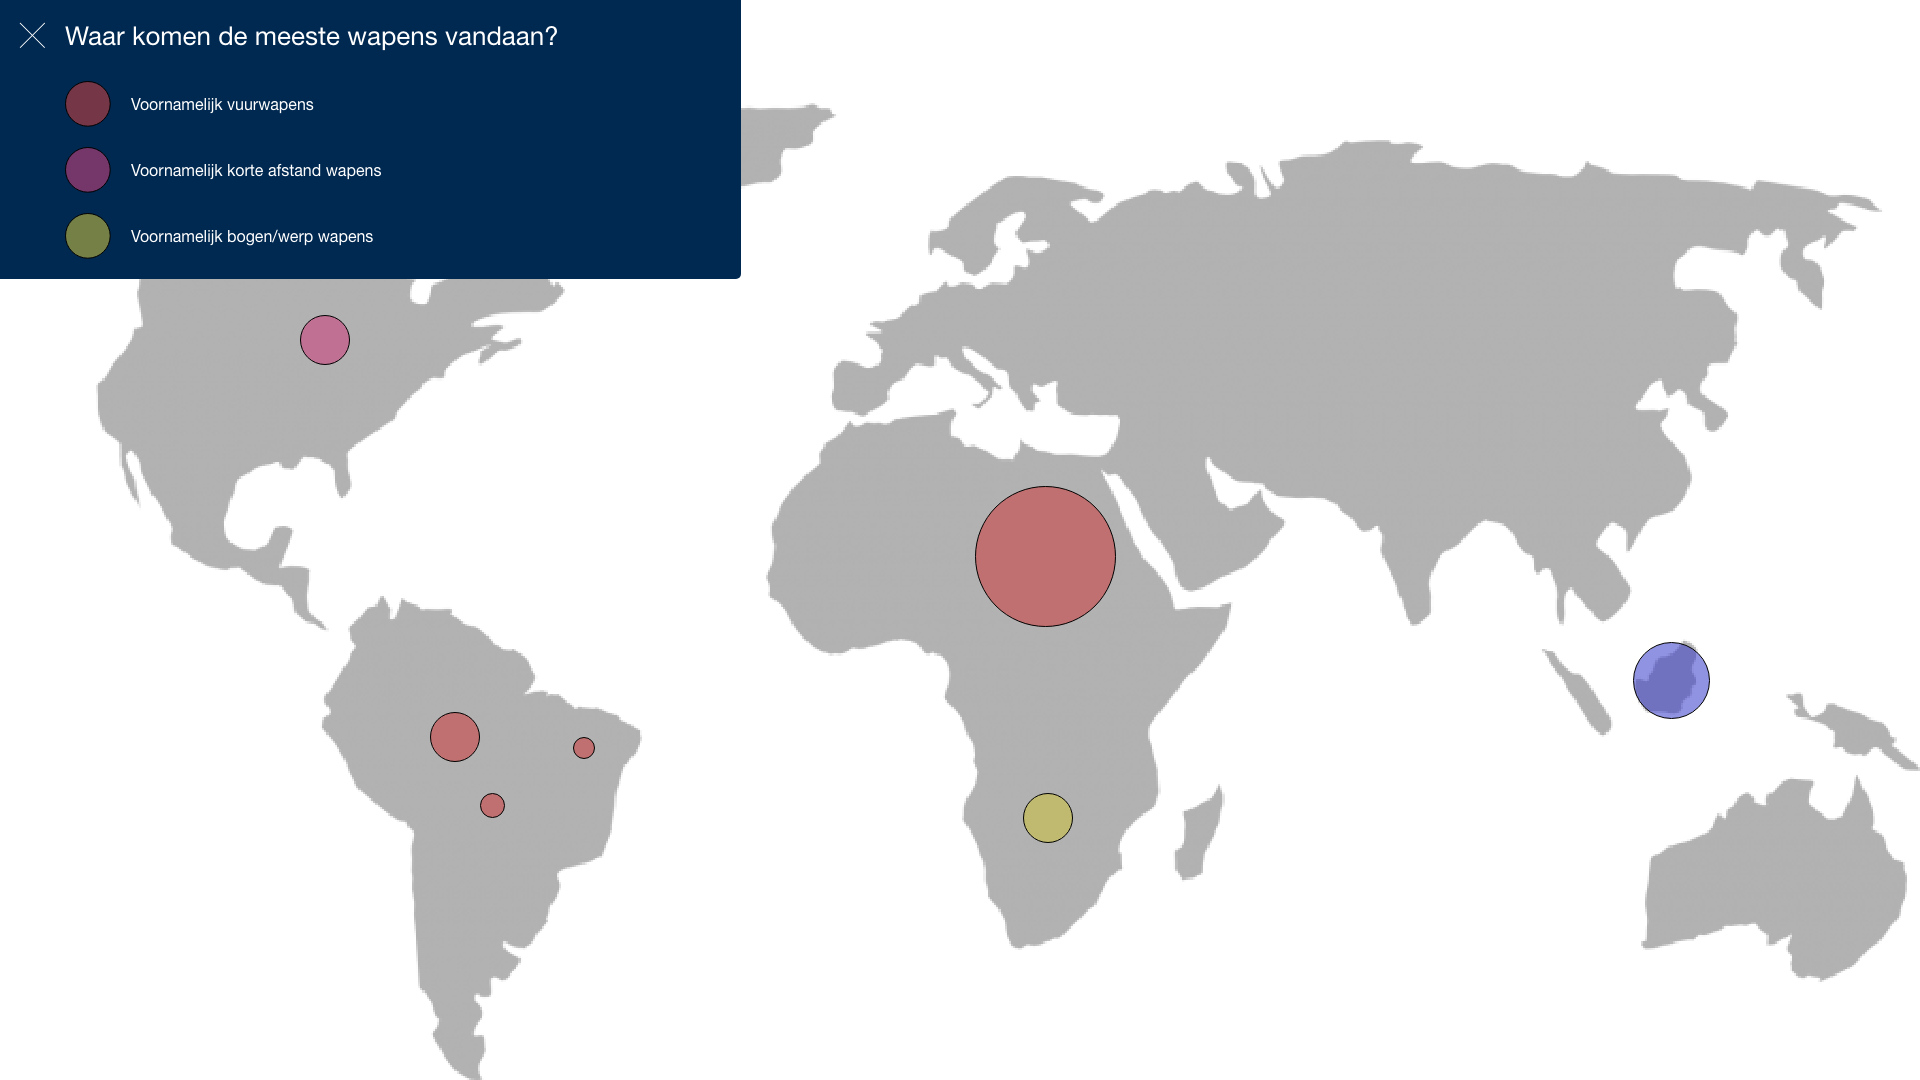 Waar komen de meeste wapens vandaan?
Voornamelijk vuurwapens
Voornamelijk korte afstand wapens
Voornamelijk bogen/werp wapens